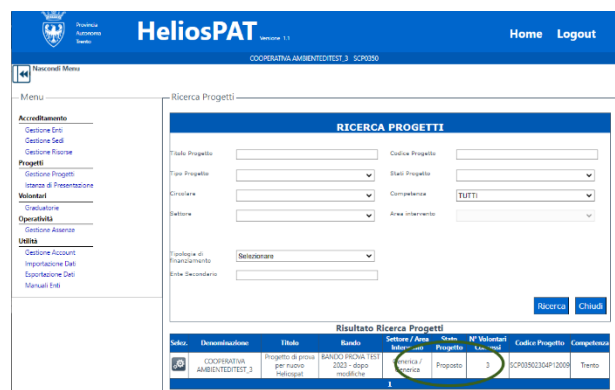 Provincia
Autonoma
Trento
HeliosPAT Versione 1.1
Home Logout
COOPERATIVA AMBIENTEDITEST_3 SCP0350
Nascondi Menu
Menu
Accreditamento
Gestione Enti
Gestione Sedi
Gestione Risorse
Progetti
Gestione Progetti
Istanza di Presentazione
Volontari
Graduatorie
Operatività
Gestione Assenze
Utilità
Gestione Account
Importazione Dati
Esportazione Dati
Manuali Enti
Ricerca Progetti
RICERCA PROGETTI
Titolo Progetto
Codice Progetto
Tipo Progetto
Stati Progetto
Circolare
Competenza TUTTI
Settore
Area intervento
Tipologie di
finanziamento Selezionare
Ente Secondario
Ricerca Chiudi
Risultato Ricerca Progetti
Selez. Denominazione Titolo Bando Settore / Area Intervento Stato Progetto N° Volontari Concessi Codice Progetto Competenza
COOPERATIVA AMBIENTEDITEST_3 Progetto di prova per nuovo Heliospat BANDO PROVA TEST 2023 - dopo modifiche Generica / Generica Proposto 3 SCP03502304P12009 Trento
1